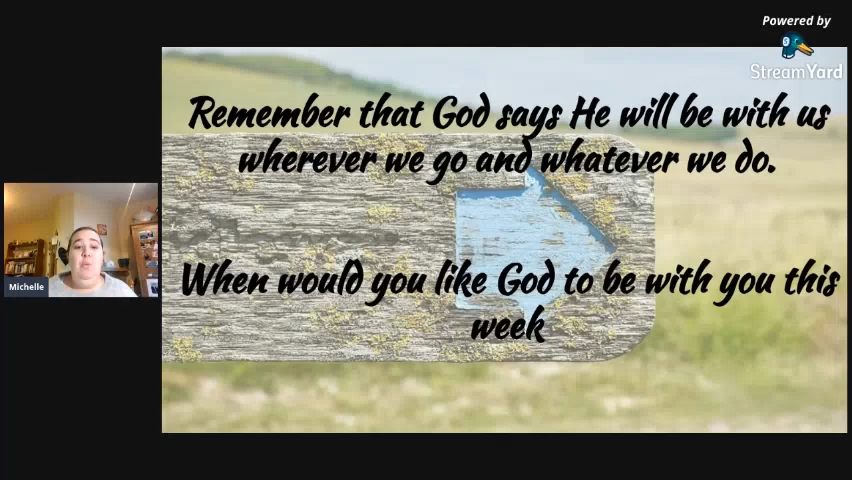 Powered by
StreamYard
Remember that God says He will be with us
wherever we go and whatever we do.
When would you like God to be with you this
week
Michelle